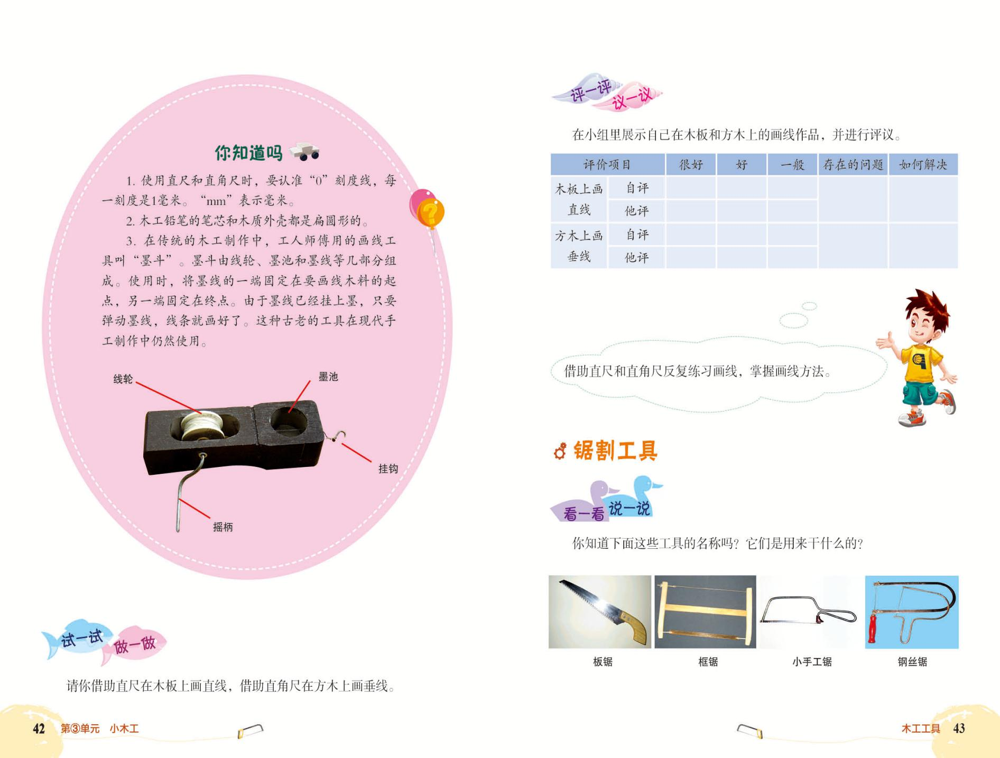 你知道吗
1. 使用直尺和直角尺时，要认准“0”刻度线，每
一刻度是1毫米。“mm”表示毫米。
2. 木工铅笔的笔芯和木质外壳都是扁圆形的。
3. 在传统的木工制作中，工人师傅用的画线工
具叫“墨斗”。墨斗由线轮、墨池和墨线等几部分组
成。使用时，将墨线的一端固定在要画线木料的起
点，另一端固定在终点。由于墨线已经挂上墨，只要
弹动墨线，线条就画好了。这种古老的工具在现代手
工制作中仍然使用。
线轮
墨池
挂钩
摇柄
试一试
做一做
请你借助直尺在木板上画直线，借助直角尺在方木上画垂线。
42 第③单元 小木工
评一评
议一议
在小组里展示自己在木板和方木上的画线作品，并进行评议。
评价项目 很好 好 一般 存在的问题 如何解决
木板上画
直线
自评
他评
方木上画
垂线
自评
他评
借助直尺和直角尺反复练习画线，掌握画线方法。
锯割工具
看一看
说一说
你知道下面这些工具的名称吗？它们是用来干什么的？
板锯 框锯 小手工锯 钢丝锯
木工工具 43